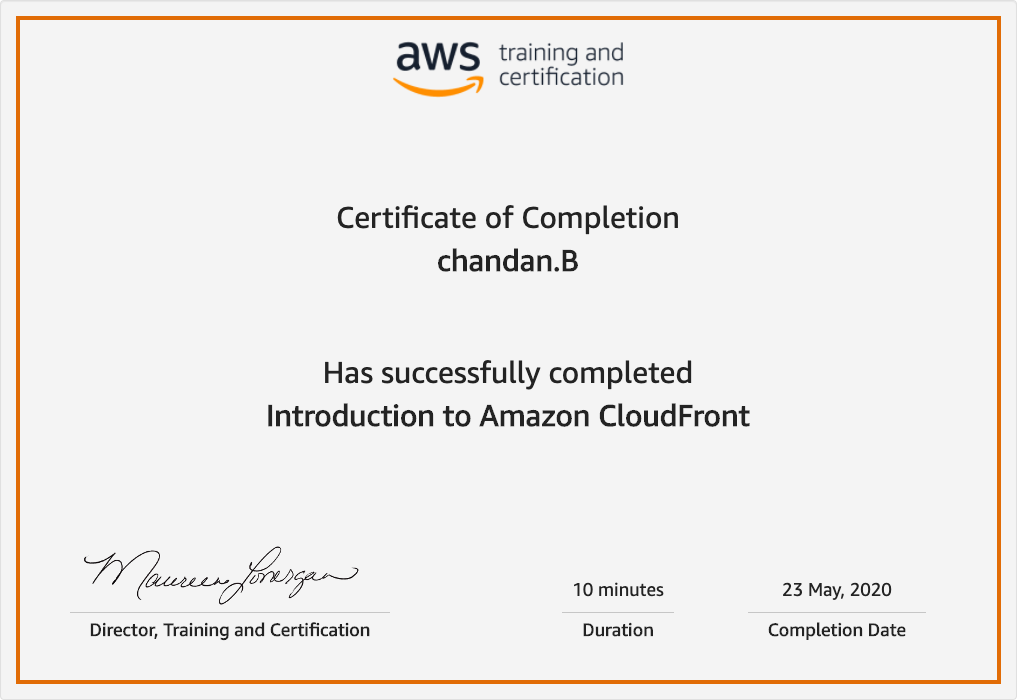 aws training and
certification
Certificate of Completion
chandan.B
Has successfully completed
Introduction to Amazon CloudFront
Maureen Lonergan
10 minutes
23 May, 2020
Director, Training and Certification
Duration
Completion Date